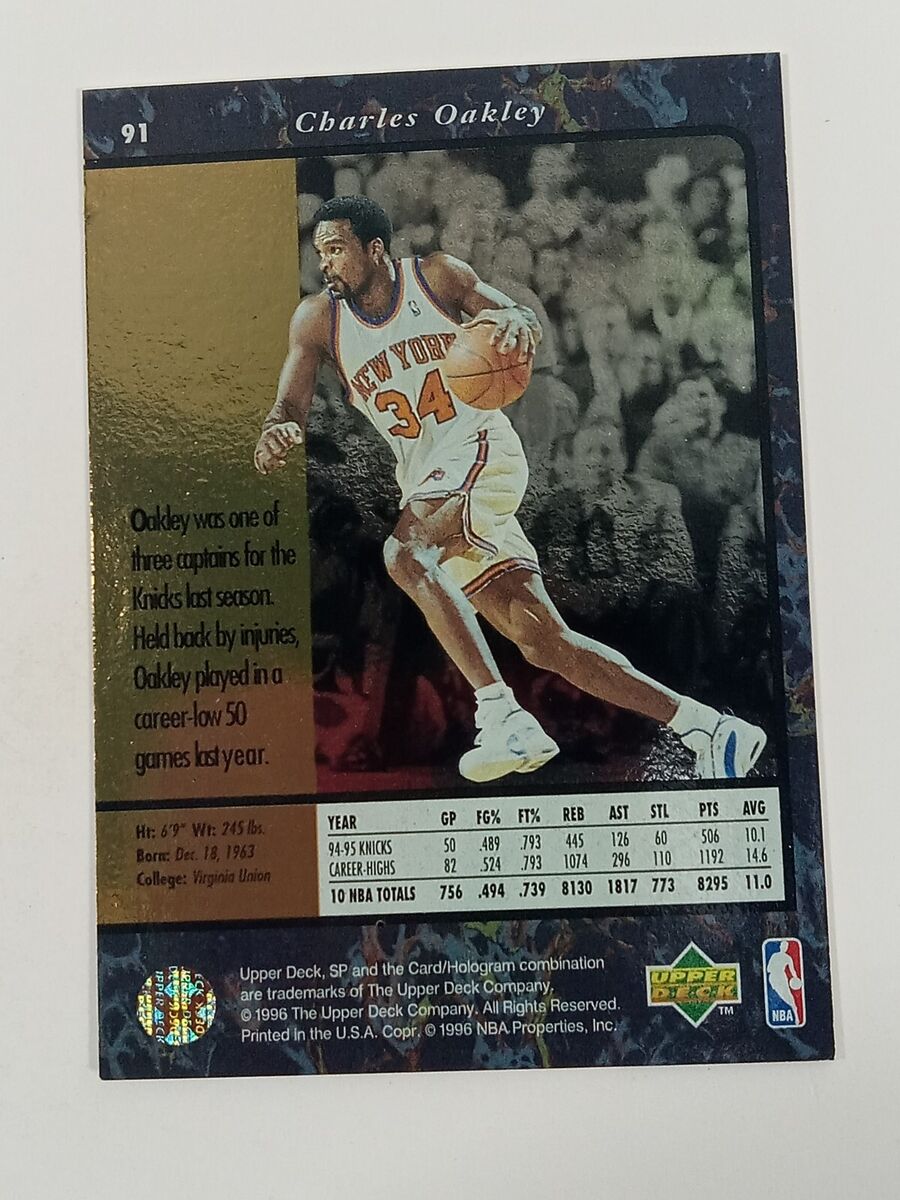 91
Charles Oakley
NEW YORK
34
Oakley was one of
three captains for the
Knicks last season.
Held back by injuries,
Oakley played in a
career-low 50
games last year.
Ht: 6'9" Wt: 245 lbs.
Born: Dec. 18, 1963
College: Virginia Union
YEAR GP FG% FT% REB AST STL PTS AVG
94-95 KNICKS 50 .489 .793 445 126 60 506 10.1
CAREER-HIGHS 82 .524 .793 1074 296 110 1192 14.6
10 NBA TOTALS 756 .494 .739 8130 1817 773 8295 11.0
Upper Deck, SP and the Card/Hologram combination
are trademarks of The Upper Deck Company.
© 1996 The Upper Deck Company. All Rights Reserved.
Printed in the U.S.A. Copr. © 1996 NBA Properties, Inc.
UPPER
DECK
TM
NBA